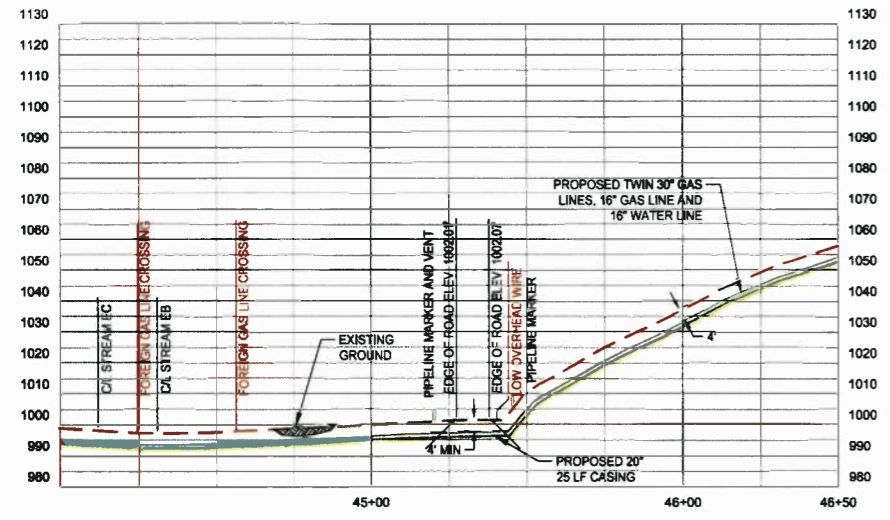 1130
1120
1110
1100
1090
1080
1070
1060
1050
1040
1030
1020
1010
1000
990
980
1130
1120
1110
1100
1090
1080
1070
1060
1050
1040
1030
1020
1010
1000
990
980
C/L STREAM EC
FOREIGN GAS LINE CROSSING
C/L STREAM EB
FOREIGN GAS LINE CROSSING
EXISTING
GROUND
PIPELINE MARKER AND VENT
EDGE OF ROAD ELEV. 1002.01'
EDGE OF ROAD ELEV. 1002.07'
LOW OVERHEAD WIRE
PIPELINE MARKER
PROPOSED TWIN 30" GAS
LINES, 16" GAS LINE AND
16" WATER LINE
4'
4' MIN
PROPOSED 20"
25 LF CASING
45+00
46+00
46+50